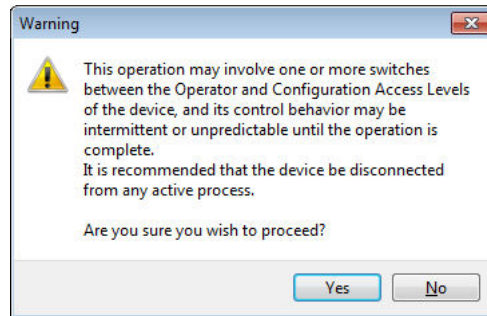 Warning
This operation may involve one or more switches
between the Operator and Configuration Access Levels
of the device, and its control behavior may be
intermittent or unpredictable until the operation is
complete.
It is recommended that the device be disconnected
from any active process.
Are you sure you wish to proceed?
Yes
No